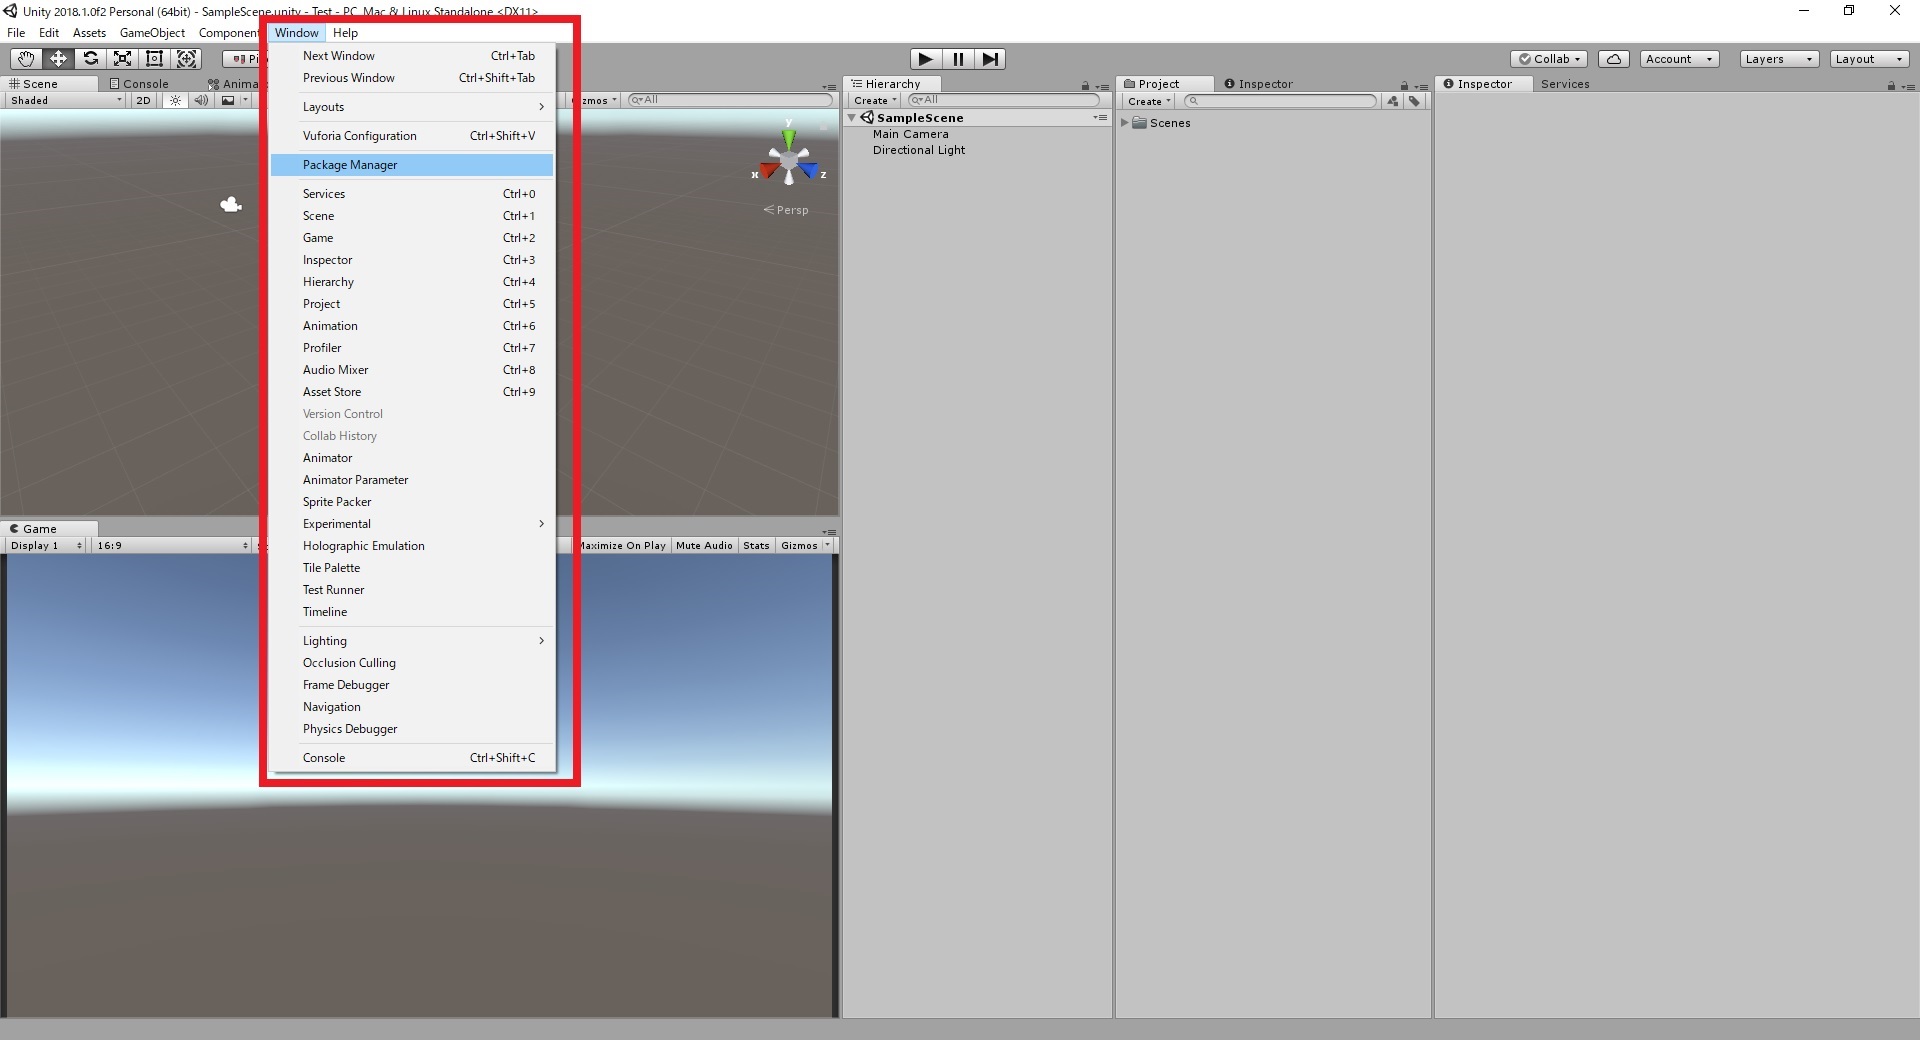 Unity 2018.1.0f2 Personal (64bit) - SampleScene.unity - Test - PC, Mac & Linux Standalone <DX11>
File Edit Assets GameObject Component Window Help
Collab Account Layers Layout
Scene Console
Shaded 2D Gizmos All
Next Window Ctrl+Tab
Previous Window Ctrl+Shift+Tab
Layouts
Vuforia Configuration Ctrl+Shift+V
Package Manager
Services Ctrl+0
Scene Ctrl+1
Game Ctrl+2
Inspector Ctrl+3
Hierarchy Ctrl+4
Project Ctrl+5
Animation Ctrl+6
Profiler Ctrl+7
Audio Mixer Ctrl+8
Asset Store Ctrl+9
Version Control
Collab History
Animator
Animator Parameter
Sprite Packer
Experimental
Holographic Emulation
Tile Palette
Test Runner
Timeline
Lighting
Occlusion Culling
Frame Debugger
Navigation
Physics Debugger
Console Ctrl+Shift+C
y
x z
Persp
Game
Display 1 16:9 Maximize On Play Mute Audio Stats Gizmos
Hierarchy
Create All
SampleScene
Main Camera
Directional Light
Project Inspector
Create
Scenes
Inspector Services